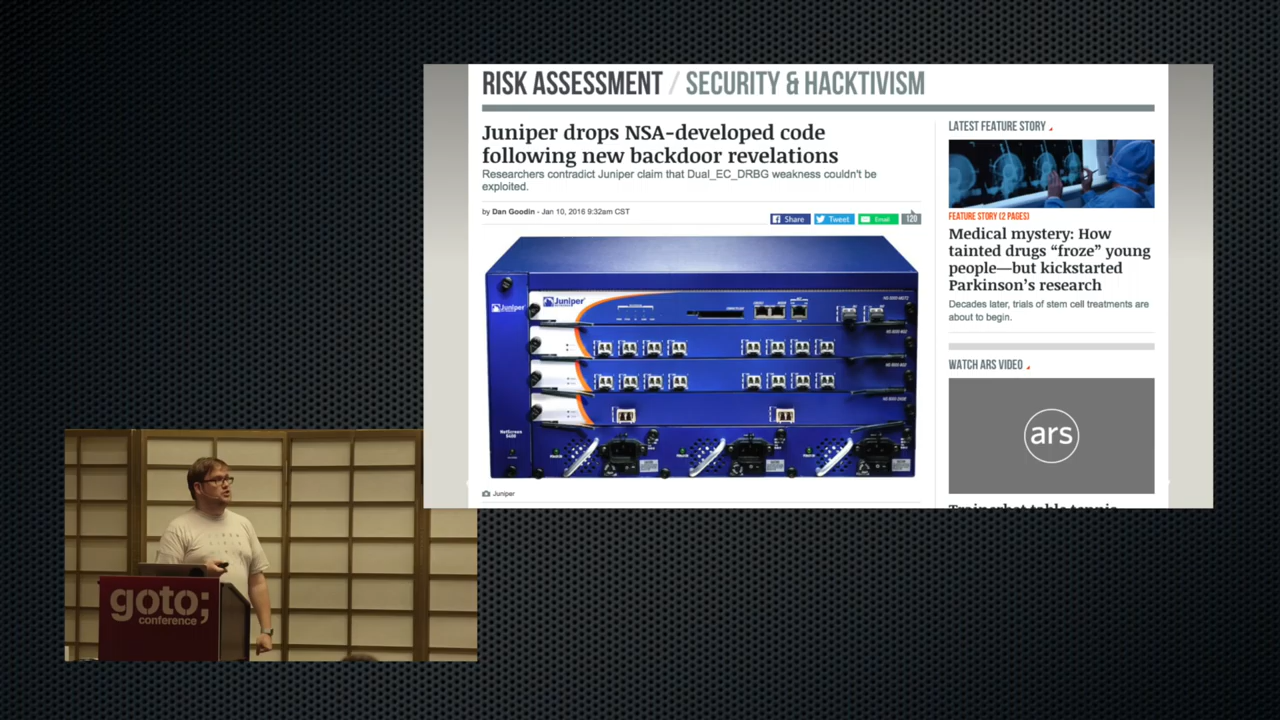 RISK ASSESSMENT / SECURITY & HACKTIVISM
Juniper drops NSA-developed code
following new backdoor revelations
Researchers contradict Juniper claim that Dual_EC_DRBG weakness couldn't be
exploited.
by Dan Goodin - Jan 10, 2016 9:32am CST
Share
Tweet
Email
120
Juniper
Juniper
NetScreen
5400
Juniper
LATEST FEATURE STORY
FEATURE STORY (2 PAGES)
Medical mystery: How
tainted drugs “froze” young
people—but kickstarted
Parkinson’s research
Decades later, trials of stem cell treatments are
about to begin.
WATCH ARS VIDEO
ars
goto;
conference